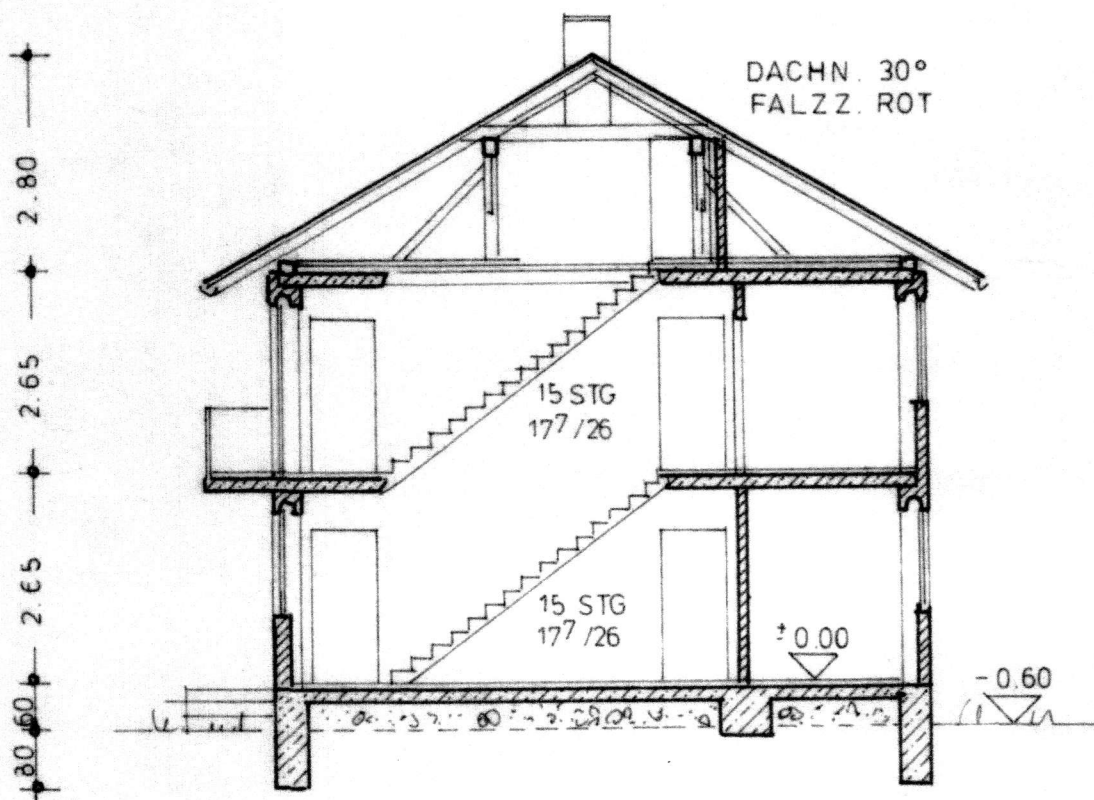 DACHN. 30°
FALZZ. ROT
2.80
2.65
15 STG
17⁷/26
2.65
15 STG
17⁷/26
±0.00
-0.60
60
80